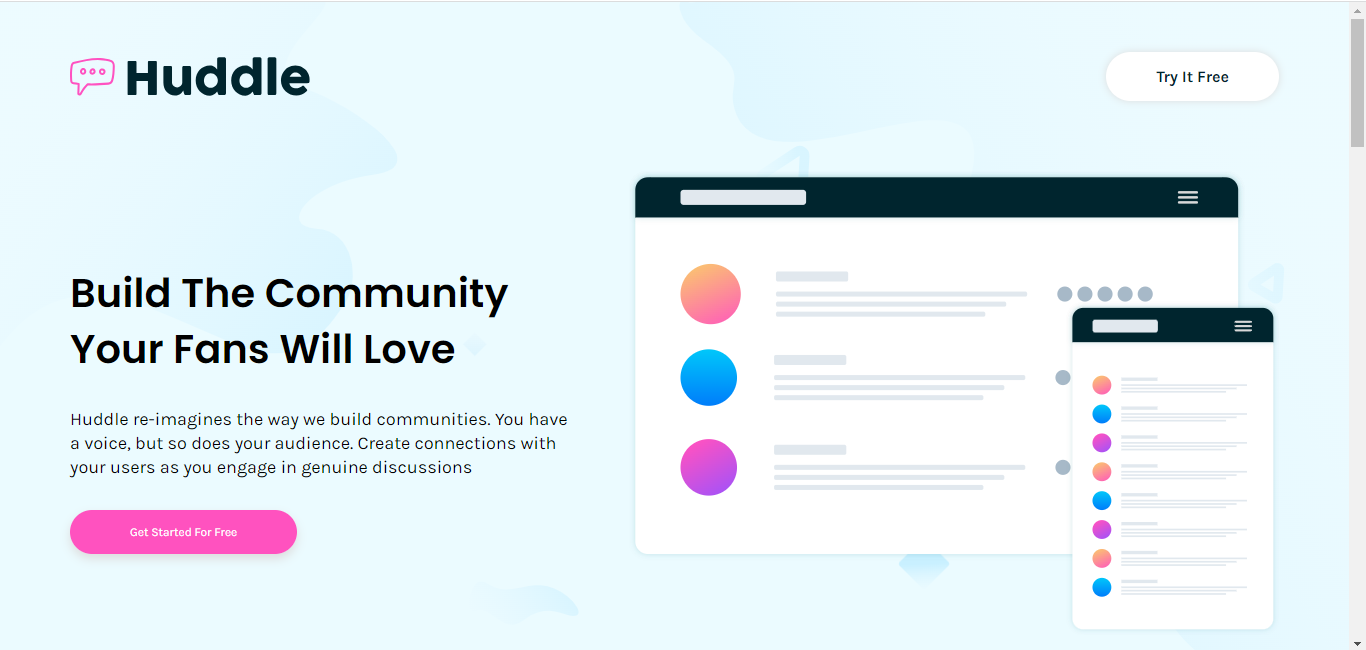 Huddle
Try It Free
Build The Community
Your Fans Will Love
Huddle re-imagines the way we build communities. You have
a voice, but so does your audience. Create connections with
your users as you engage in genuine discussions
Get Started For Free